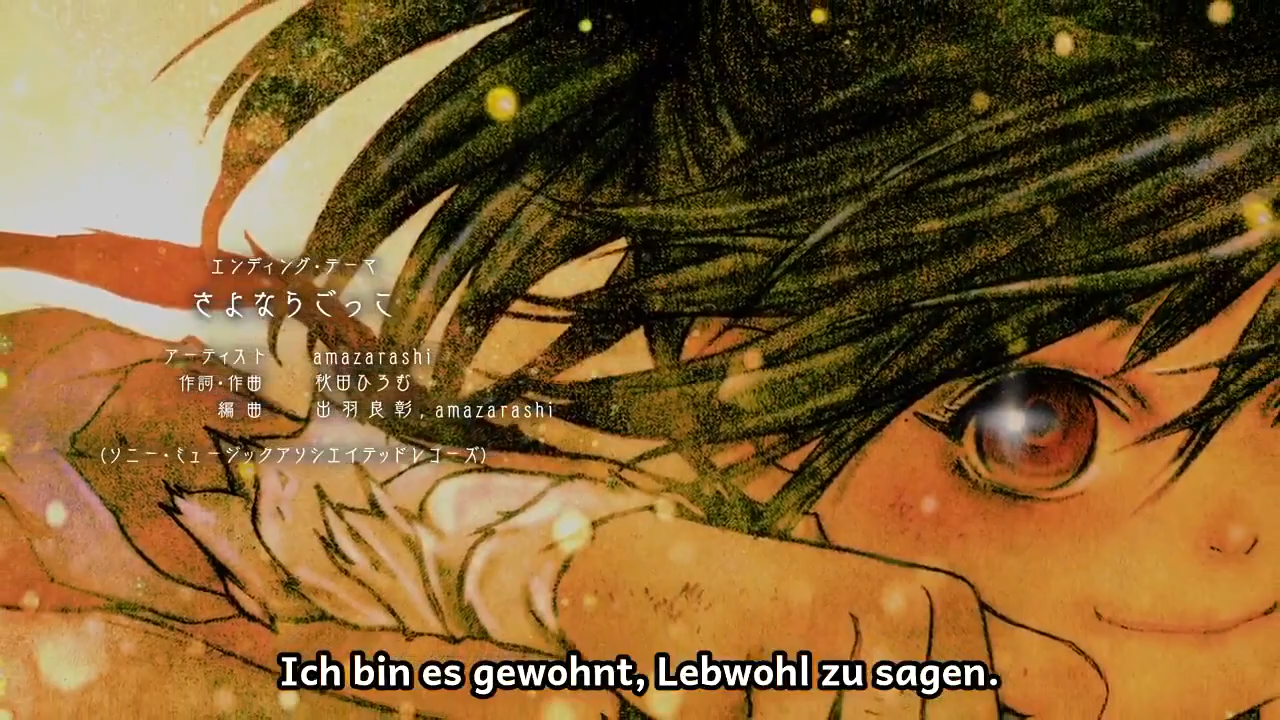 エンディング・テーマ
さよならごっこ
アーティスト amazarashi
作詞・作曲 秋田ひろむ
編曲 出羽良彰, amazarashi
(ソニー・ミュージックアソシエイテッドレコーズ)
Ich bin es gewohnt, Lebwohl zu sagen.